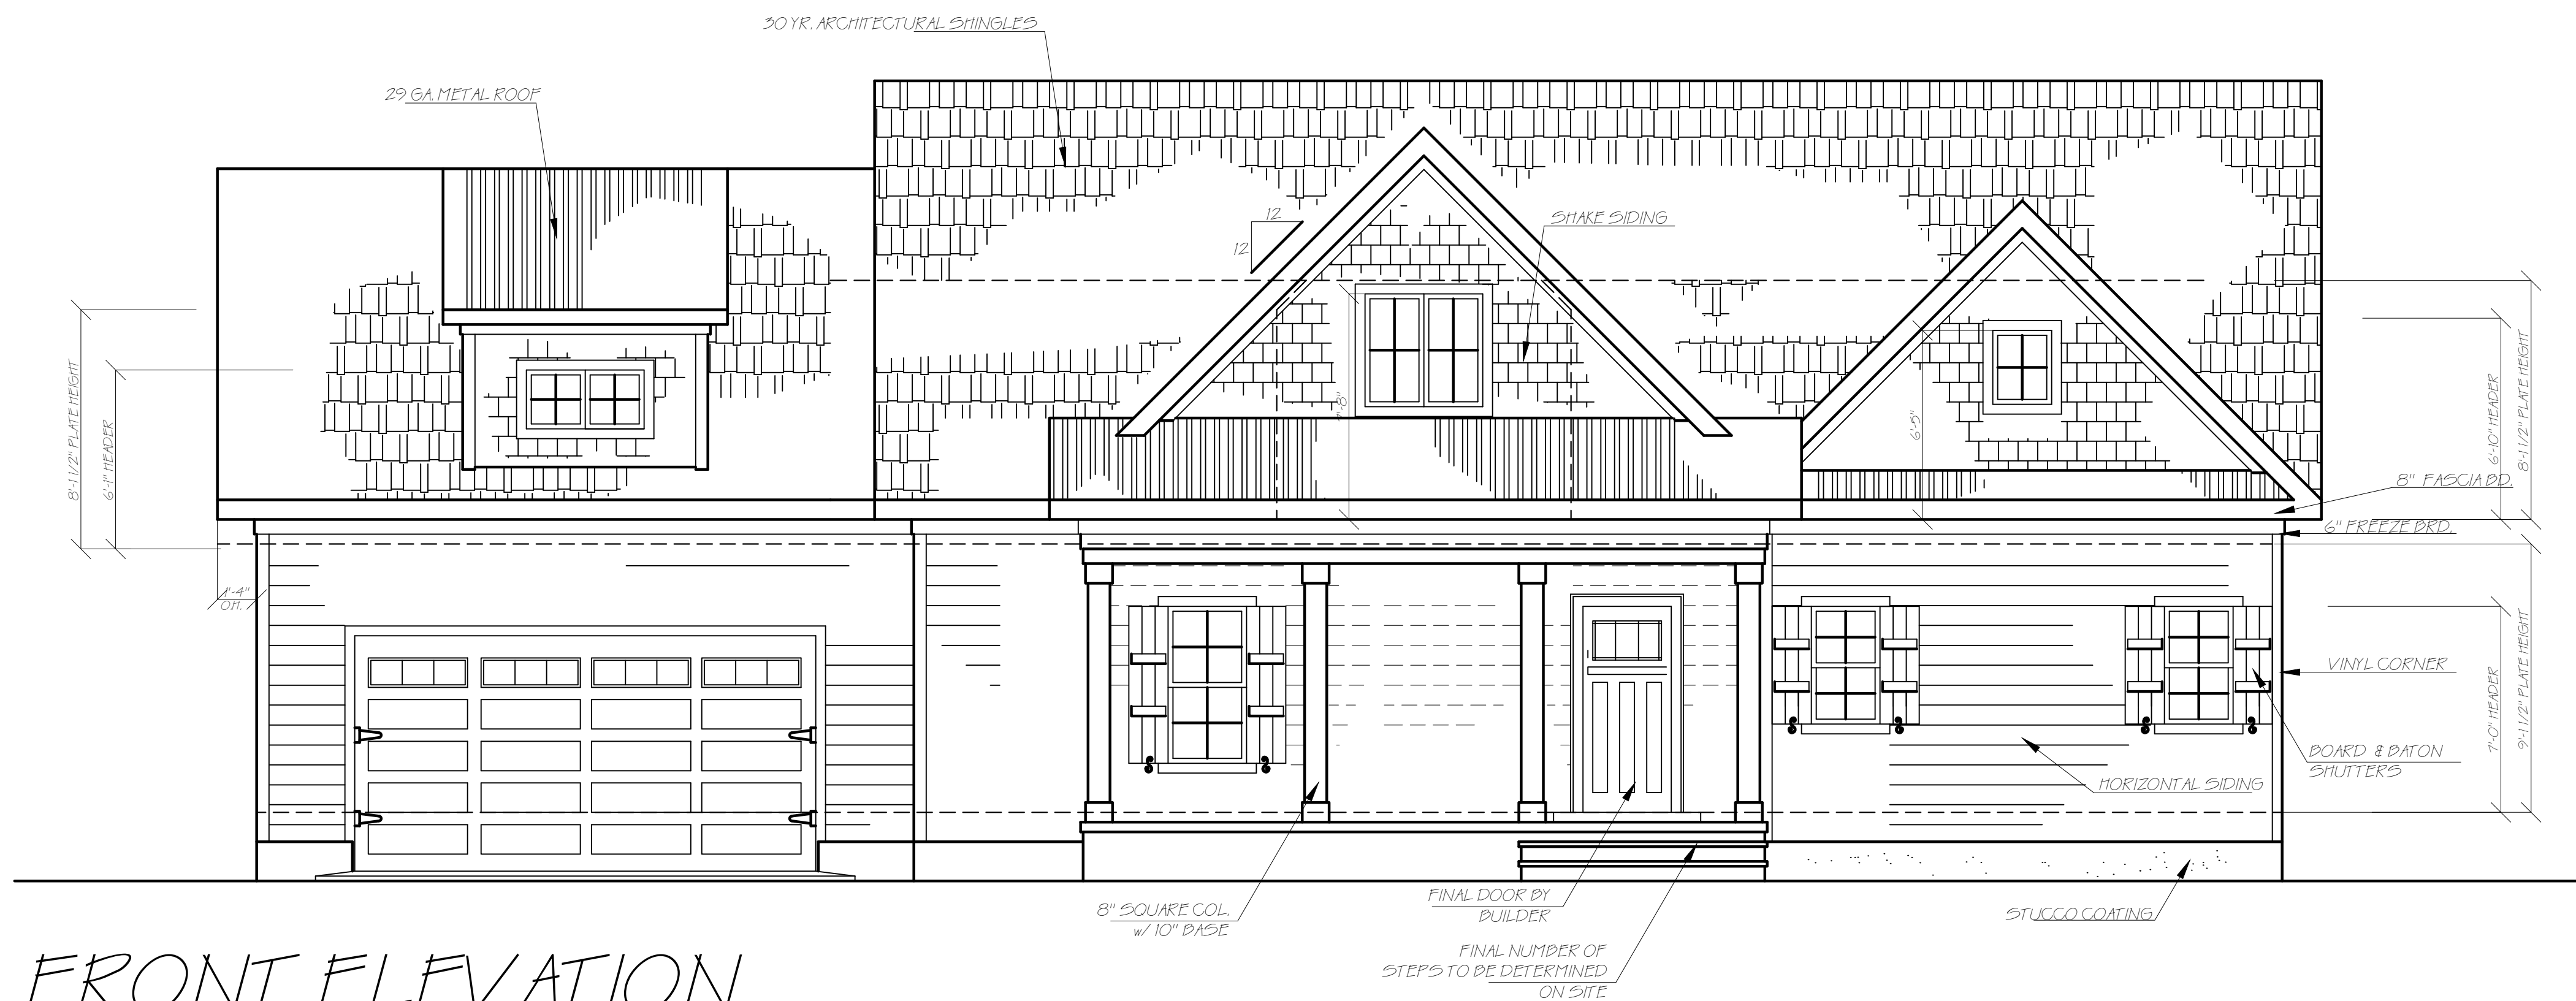 30 YR. ARCHITECTURAL SHINGLES
29 GA. METAL ROOF
12
12
SHAKE SIDING
8'-1 1/2" PLATE HEIGHT
6'-1" HEADER
6'-5"
6'-10" HEADER
8'-1 1/2" PLATE HEIGHT
8" FASCIA BD.
6" FREEZE BRD.
1'-4"
O.H.
VINYL CORNER
7'-0" HEADER
9'-1 1/2" PLATE HEIGHT
BOARD & BATON
SHUTTERS
HORIZONTAL SIDING
8" SQUARE COL.
w/ 10" BASE
FINAL DOOR BY
BUILDER
STUCCO COATING
FINAL NUMBER OF
STEPS TO BE DETERMINED
ON SITE
FRONT ELEVATION